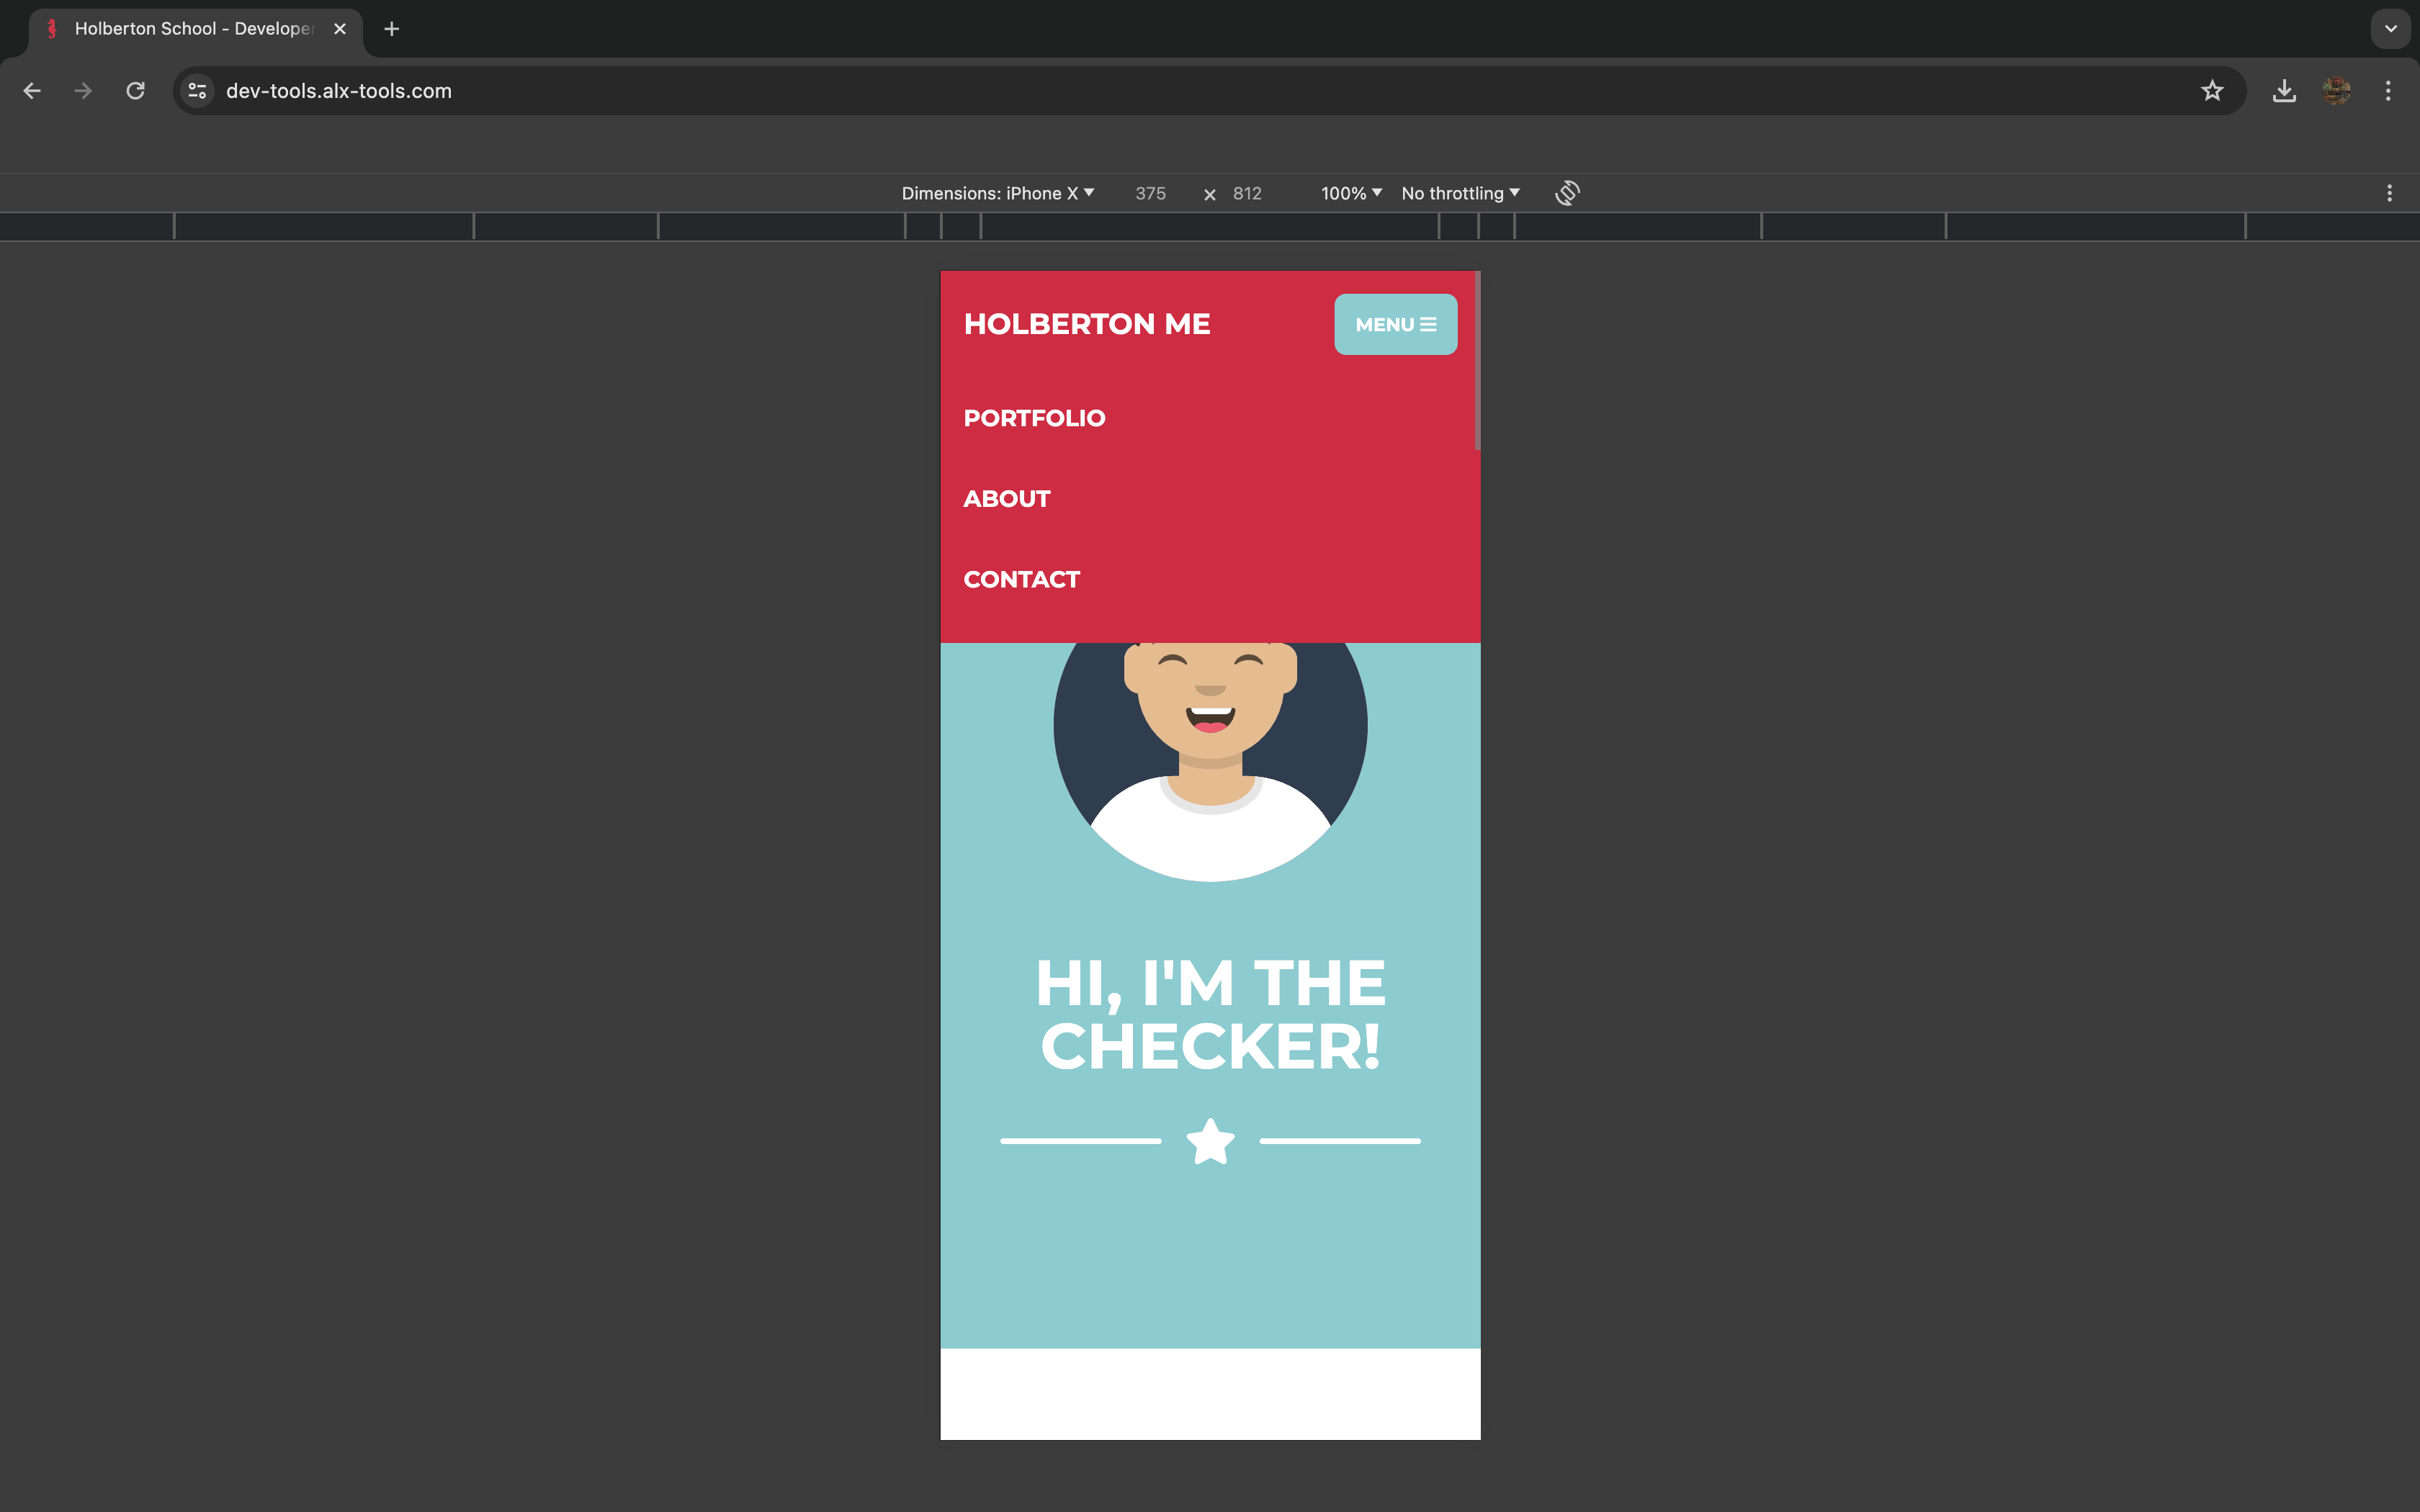 Holberton School - Developer
dev-tools.alx-tools.com
Dimensions: iPhone X 375 × 812 100% No throttling
HOLBERTON ME
MENU
PORTFOLIO
ABOUT
CONTACT
HI, I'M THE
CHECKER!